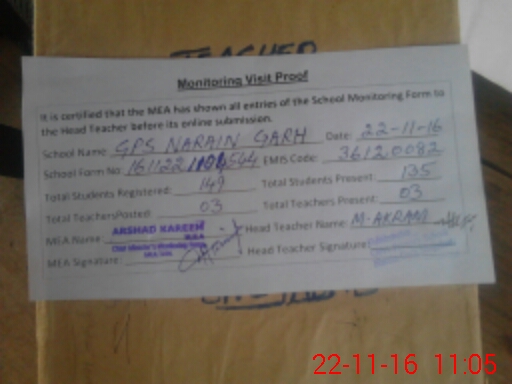 TEACHER
Monitoring Visit Proof
It is certified that the MEA has shown all entries of the School Monitoring Form to
the Head Teacher before its online submission.
School Name: GPS NARAIN GARH Date: 22-11-16
School Form No: EMIS Code: 36120082
Total Students Registered: 149 Total Students Present: 135
Total TeachersPosted: 03 Total Teachers Present: 03
MEA Name: ARSHAD KAREEM Head Teacher Name: M-AKRAM
MEA Signature: Head Teacher Signature:
22-11-16 11:05